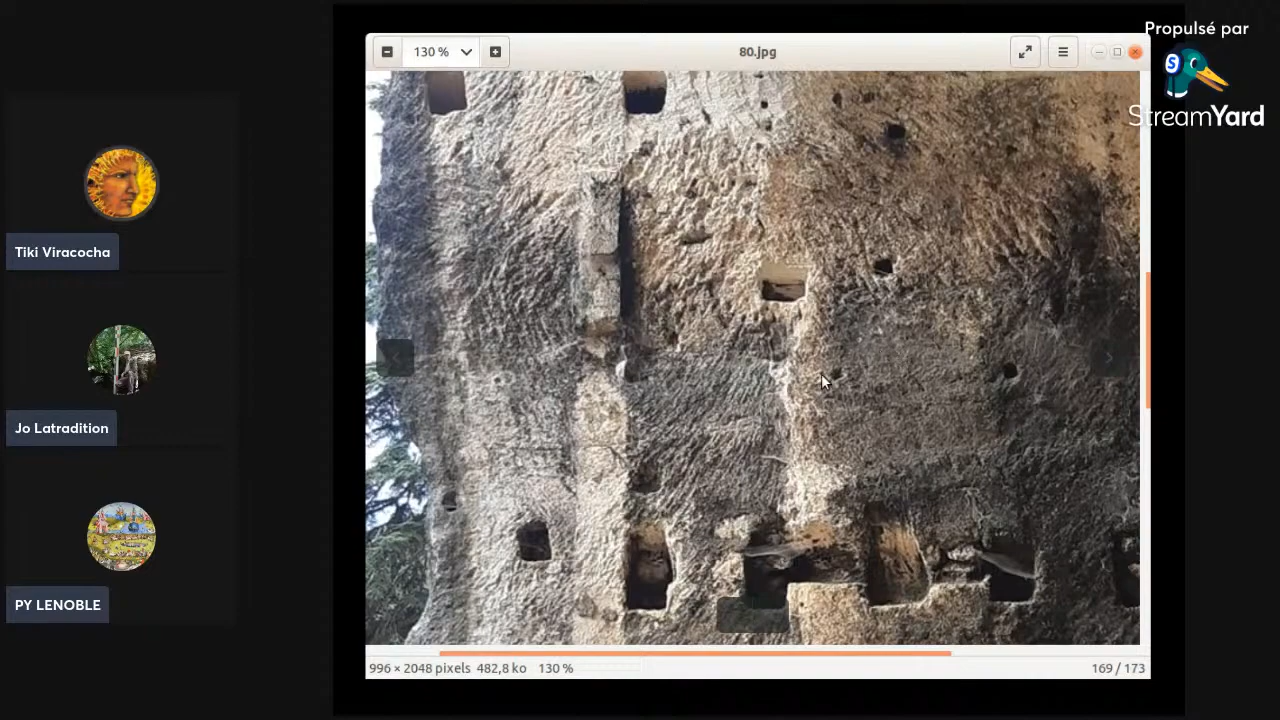 Propulsé par
StreamYard
130 %
80.jpg
Tiki Viracocha
Jo Latradition
PY LENOBLE
996 × 2048 pixels 482,8 ko 130 %
169 / 173